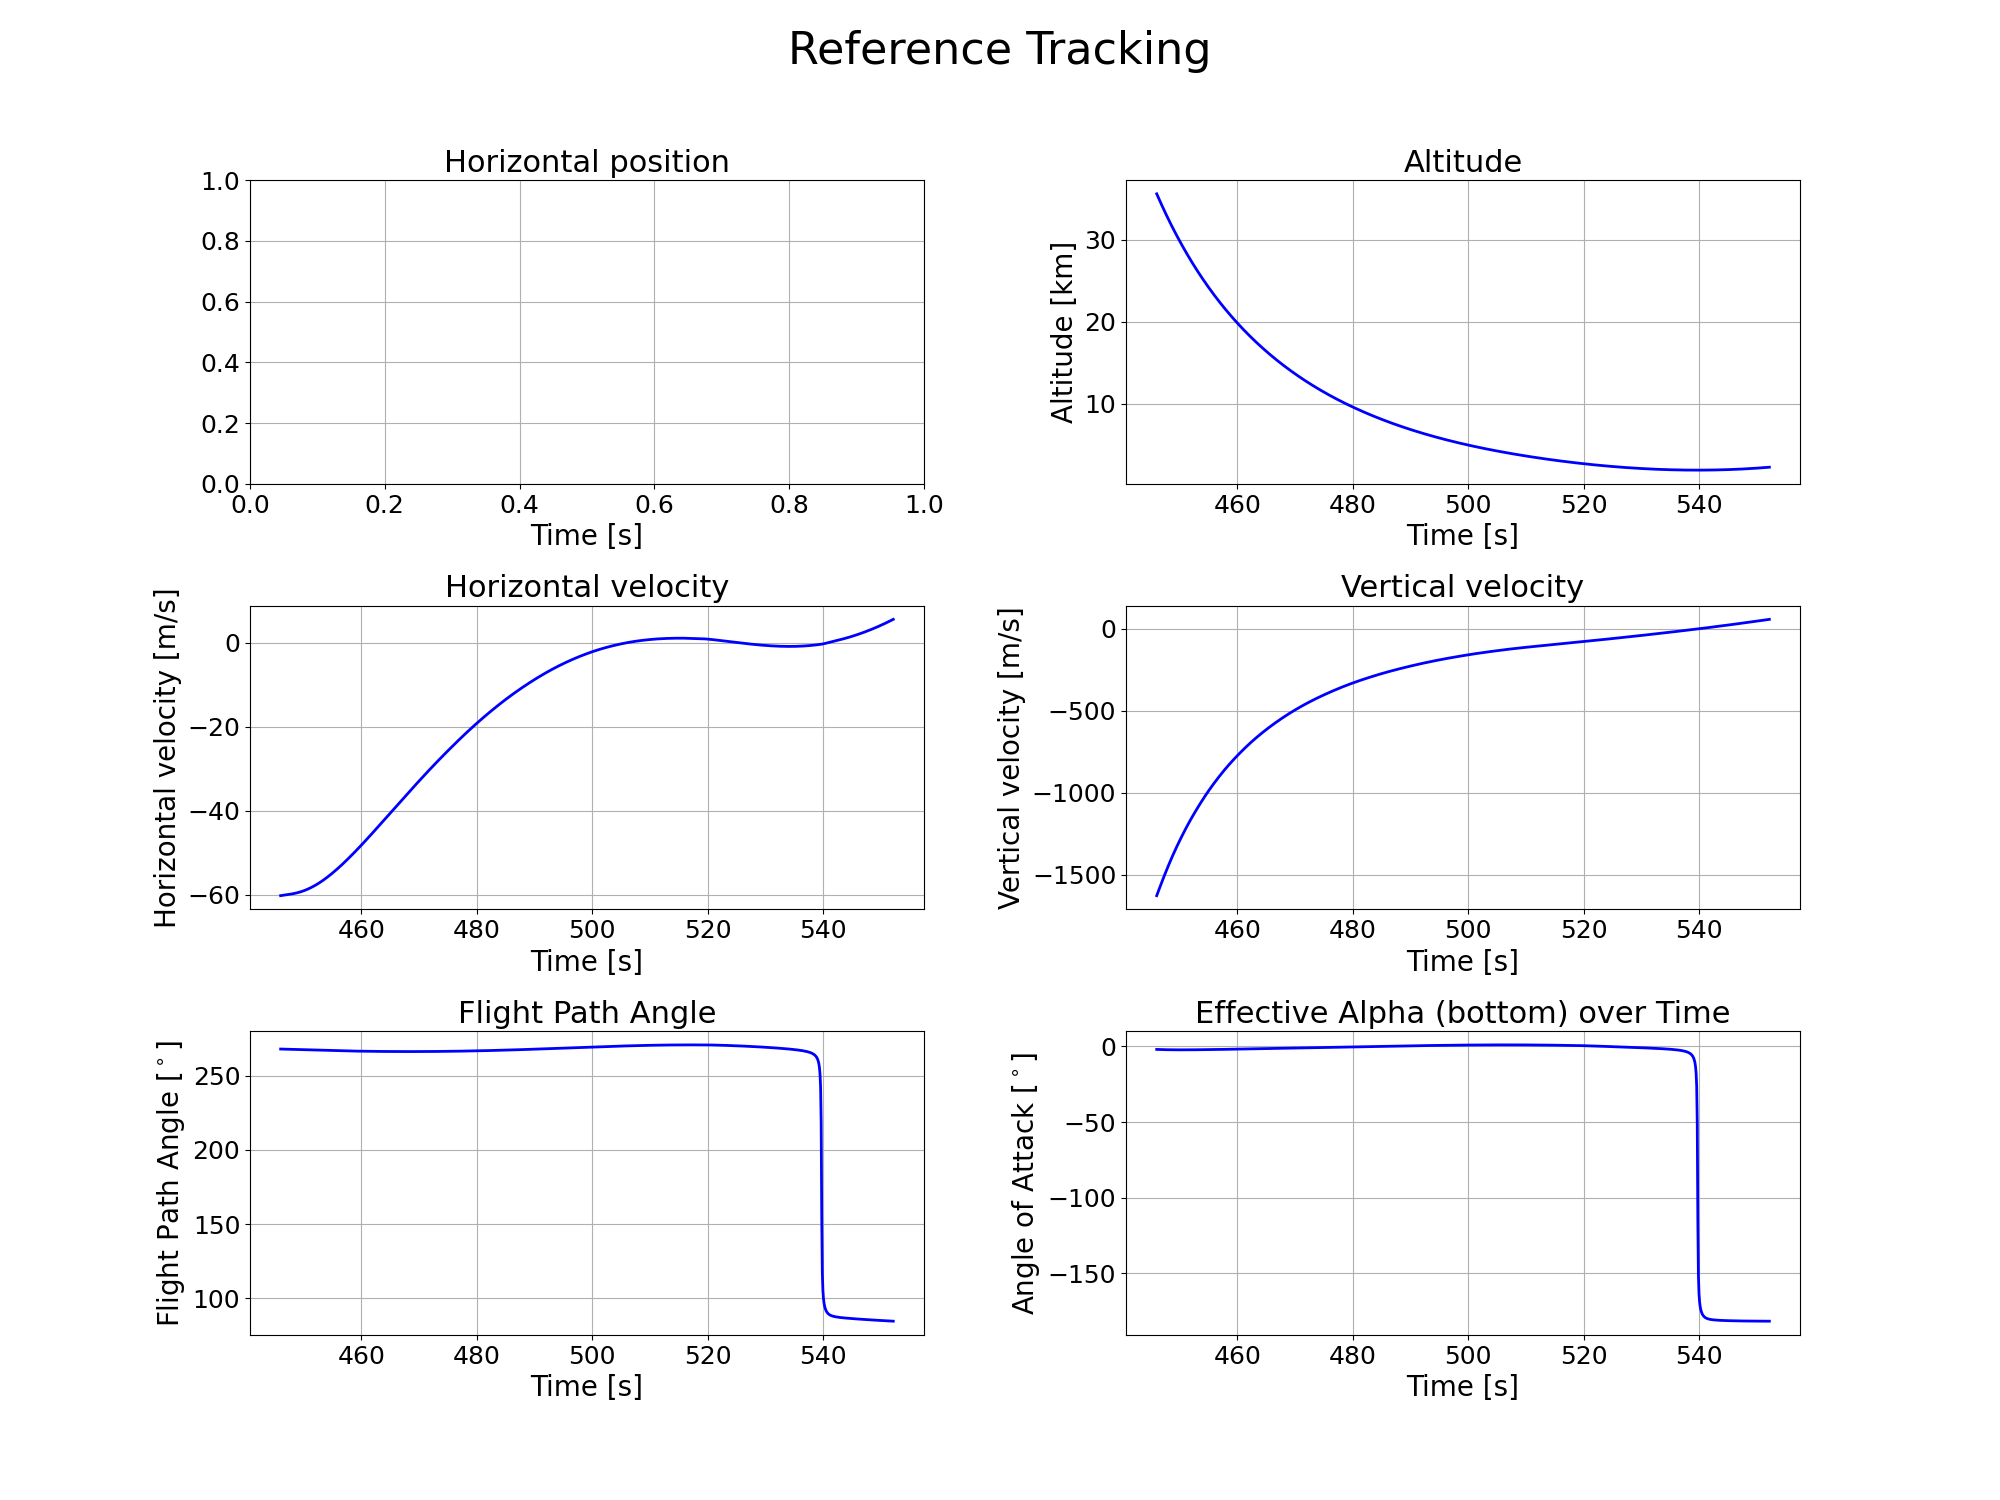 Reference Tracking
Horizontal position
1.0
0.8
0.6
0.4
0.2
0.0
0.0 0.2 0.4 0.6 0.8 1.0
Time [s]
Altitude
Altitude [km]
30
20
10
460 480 500 520 540
Time [s]
Horizontal velocity
Horizontal velocity [m/s]
0
−20
−40
−60
460 480 500 520 540
Time [s]
Vertical velocity
Vertical velocity [m/s]
0
−500
−1000
−1500
460 480 500 520 540
Time [s]
Flight Path Angle
Flight Path Angle [°]
250
200
150
100
460 480 500 520 540
Time [s]
Effective Alpha (bottom) over Time
Angle of Attack [°]
0
−50
−100
−150
460 480 500 520 540
Time [s]